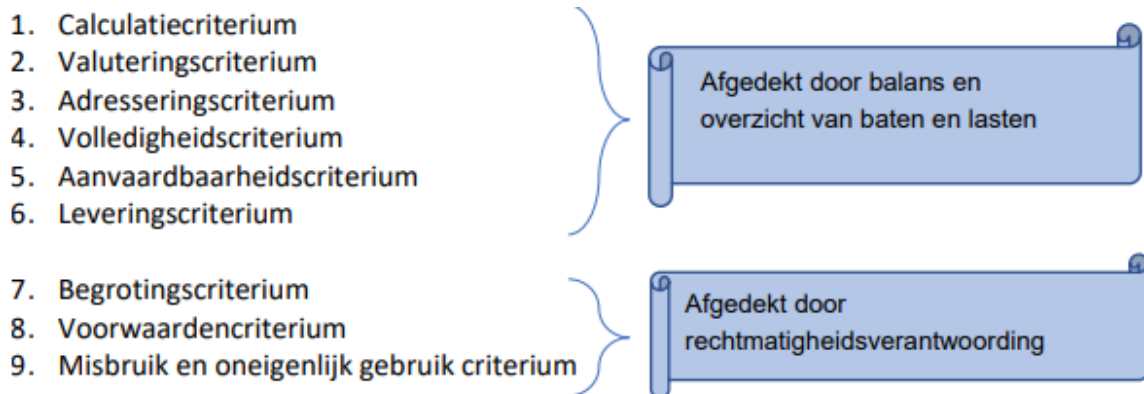 1. Calculatiecriterium
2. Valuteringscriterium
3. Adresseringscriterium
4. Volledigheidscriterium
5. Aanvaardbaarheidscriterium
6. Leveringscriterium
Afgedekt door balans en
overzicht van baten en lasten
7. Begrotingscriterium
8. Voorwaardencriterium
9. Misbruik en oneigenlijk gebruik criterium
Afgedekt door
rechtmatigheidsverantwoording